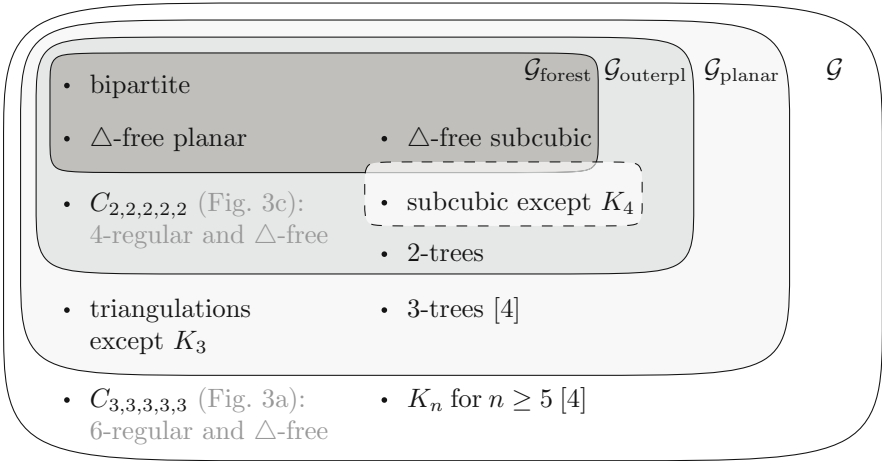 𝒢forest 𝒢outerpl 𝒢planar 𝒢
• bipartite
• △-free planar • △-free subcubic
• C2,2,2,2,2 (Fig. 3c): • subcubic except K4
4-regular and △-free
• 2-trees
• triangulations • 3-trees [4]
except K3
• C3,3,3,3,3 (Fig. 3a): • Kn for n ≥ 5 [4]
6-regular and △-free